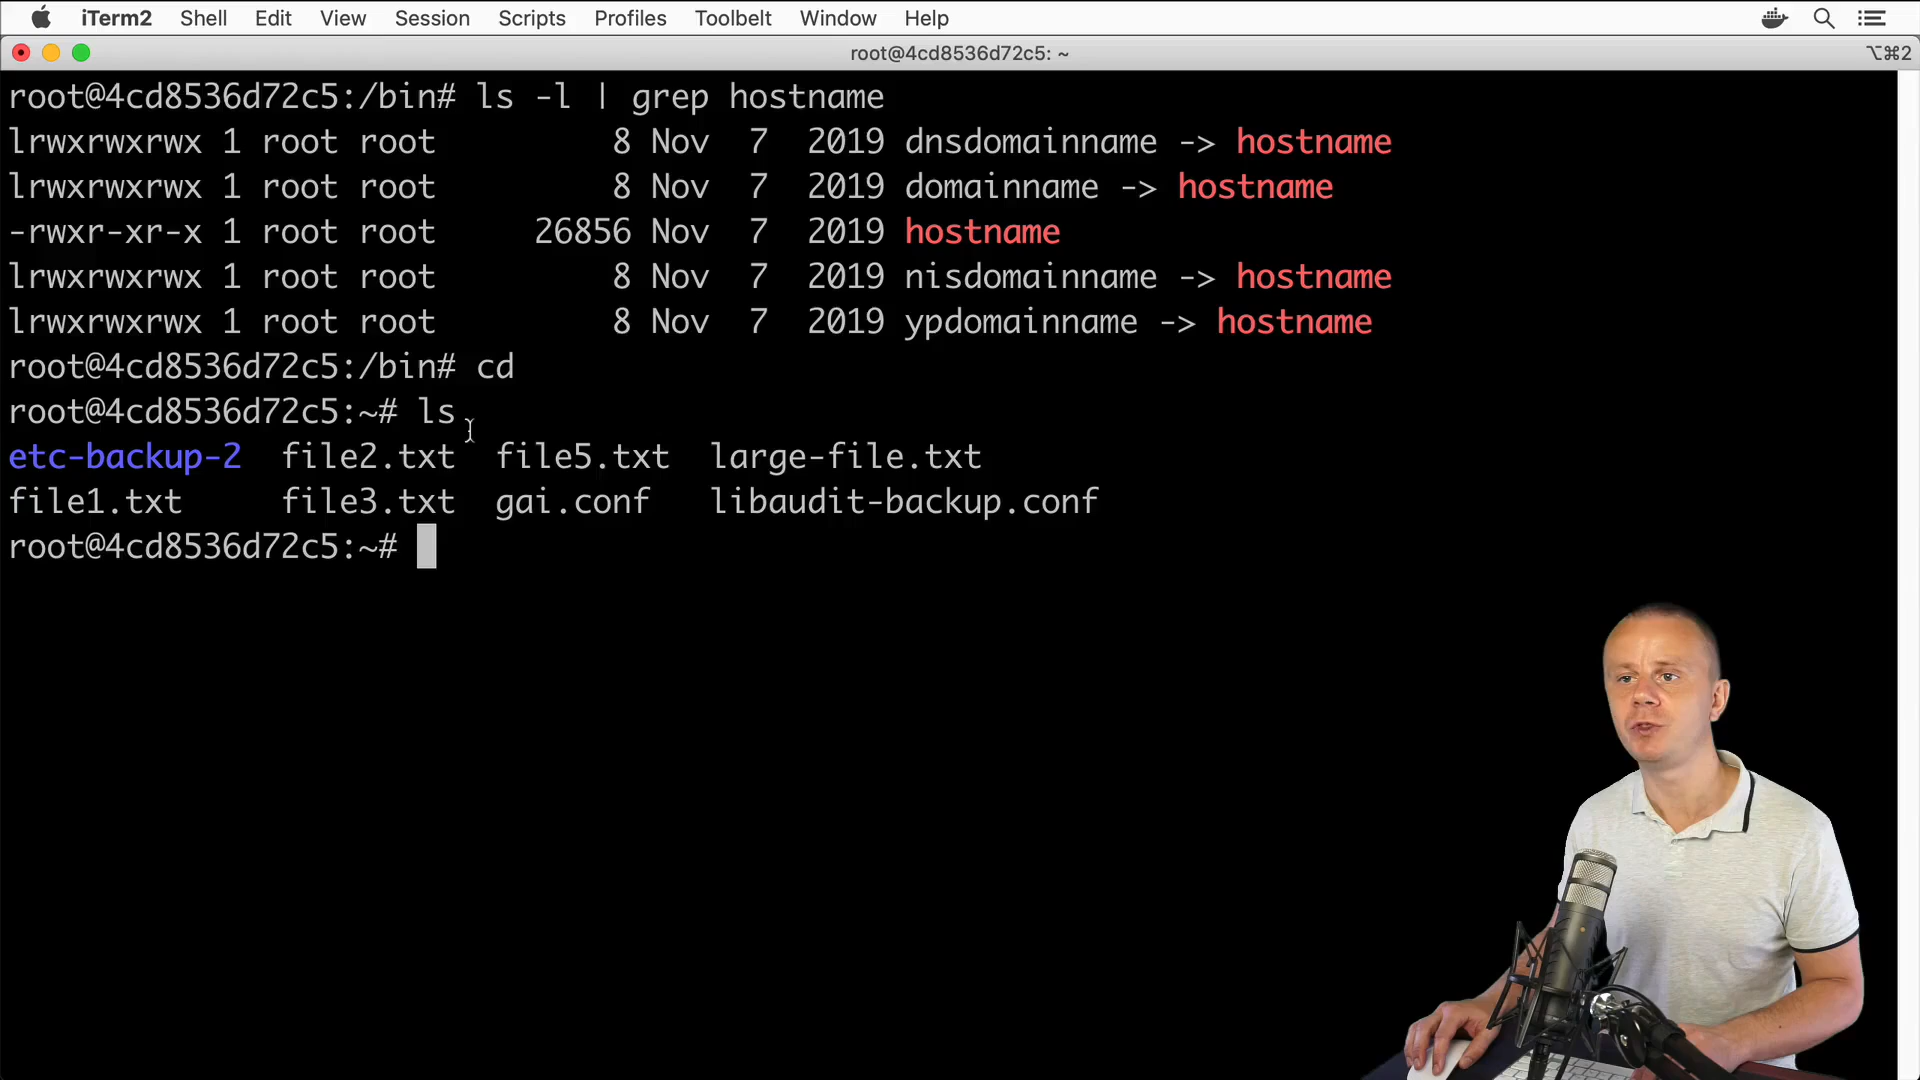 iTerm2 Shell Edit View Session Scripts Profiles Toolbelt Window Help
root@4cd8536d72c5: ~ ⌥⌘2
root@4cd8536d72c5:/bin# ls -l | grep hostname
lrwxrwxrwx 1 root root 8 Nov 7 2019 dnsdomainname -> hostname
lrwxrwxrwx 1 root root 8 Nov 7 2019 domainname -> hostname
-rwxr-xr-x 1 root root 26856 Nov 7 2019 hostname
lrwxrwxrwx 1 root root 8 Nov 7 2019 nisdomainname -> hostname
lrwxrwxrwx 1 root root 8 Nov 7 2019 ypdomainname -> hostname
root@4cd8536d72c5:/bin# cd
root@4cd8536d72c5:~# ls
etc-backup-2 file2.txt file5.txt large-file.txt
file1.txt file3.txt gai.conf libaudit-backup.conf
root@4cd8536d72c5:~#